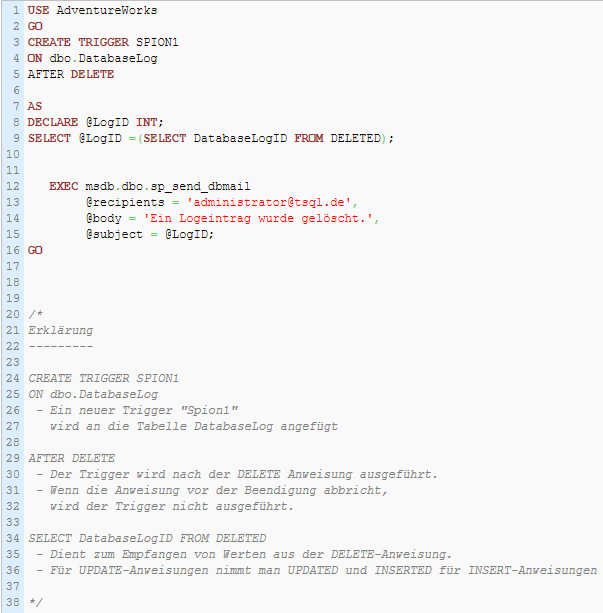 1 USE AdventureWorks
2 GO
3 CREATE TRIGGER SPION1
4 ON dbo.DatabaseLog
5 AFTER DELETE
6
7 AS
8 DECLARE @LogID INT;
9 SELECT @LogID =(SELECT DatabaseLogID FROM DELETED);
10
11
12 EXEC msdb.dbo.sp_send_dbmail
13 @recipients = 'administrator@tsql.de',
14 @body = 'Ein Logeintrag wurde gelöscht.',
15 @subject = @LogID;
16 GO
17
18
19
20 /*
21 Erklärung
22 ---------
23
24 CREATE TRIGGER SPION1
25 ON dbo.DatabaseLog
26 - Ein neuer Trigger "Spion1"
27 wird an die Tabelle DatabaseLog angefügt
28
29 AFTER DELETE
30 - Der Trigger wird nach der DELETE Anweisung ausgeführt.
31 - Wenn die Anweisung vor der Beendigung abbricht,
32 wird der Trigger nicht ausgeführt.
33
34 SELECT DatabaseLogID FROM DELETED
35 - Dient zum Empfangen von Werten aus der DELETE-Anweisung.
36 - Für UPDATE-Anweisungen nimmt man UPDATED und INSERTED für INSERT-Anweisungen
37
38 */